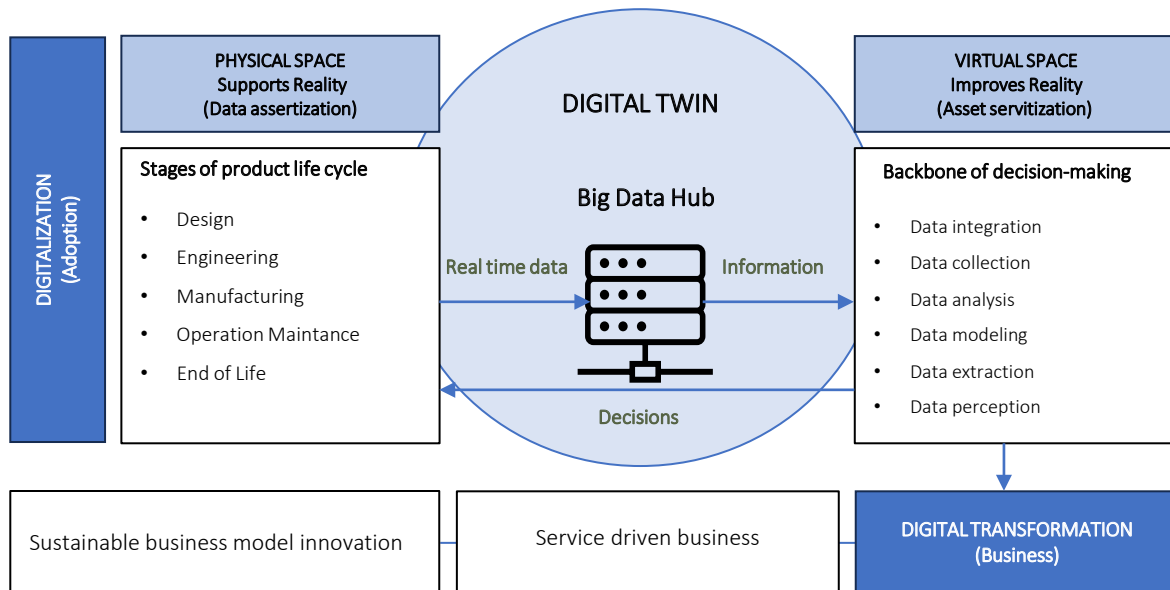 DIGITALIZATION
(Adoption)
PHYSICAL SPACE
Supports Reality
(Data assertization)
Stages of product life cycle
• Design
• Engineering
• Manufacturing
• Operation Maintance
• End of Life
DIGITAL TWIN
Big Data Hub
Real time data
Information
Decisions
VIRTUAL SPACE
Improves Reality
(Asset servitization)
Backbone of decision-making
• Data integration
• Data collection
• Data analysis
• Data modeling
• Data extraction
• Data perception
Sustainable business model innovation
Service driven business
DIGITAL TRANSFORMATION
(Business)